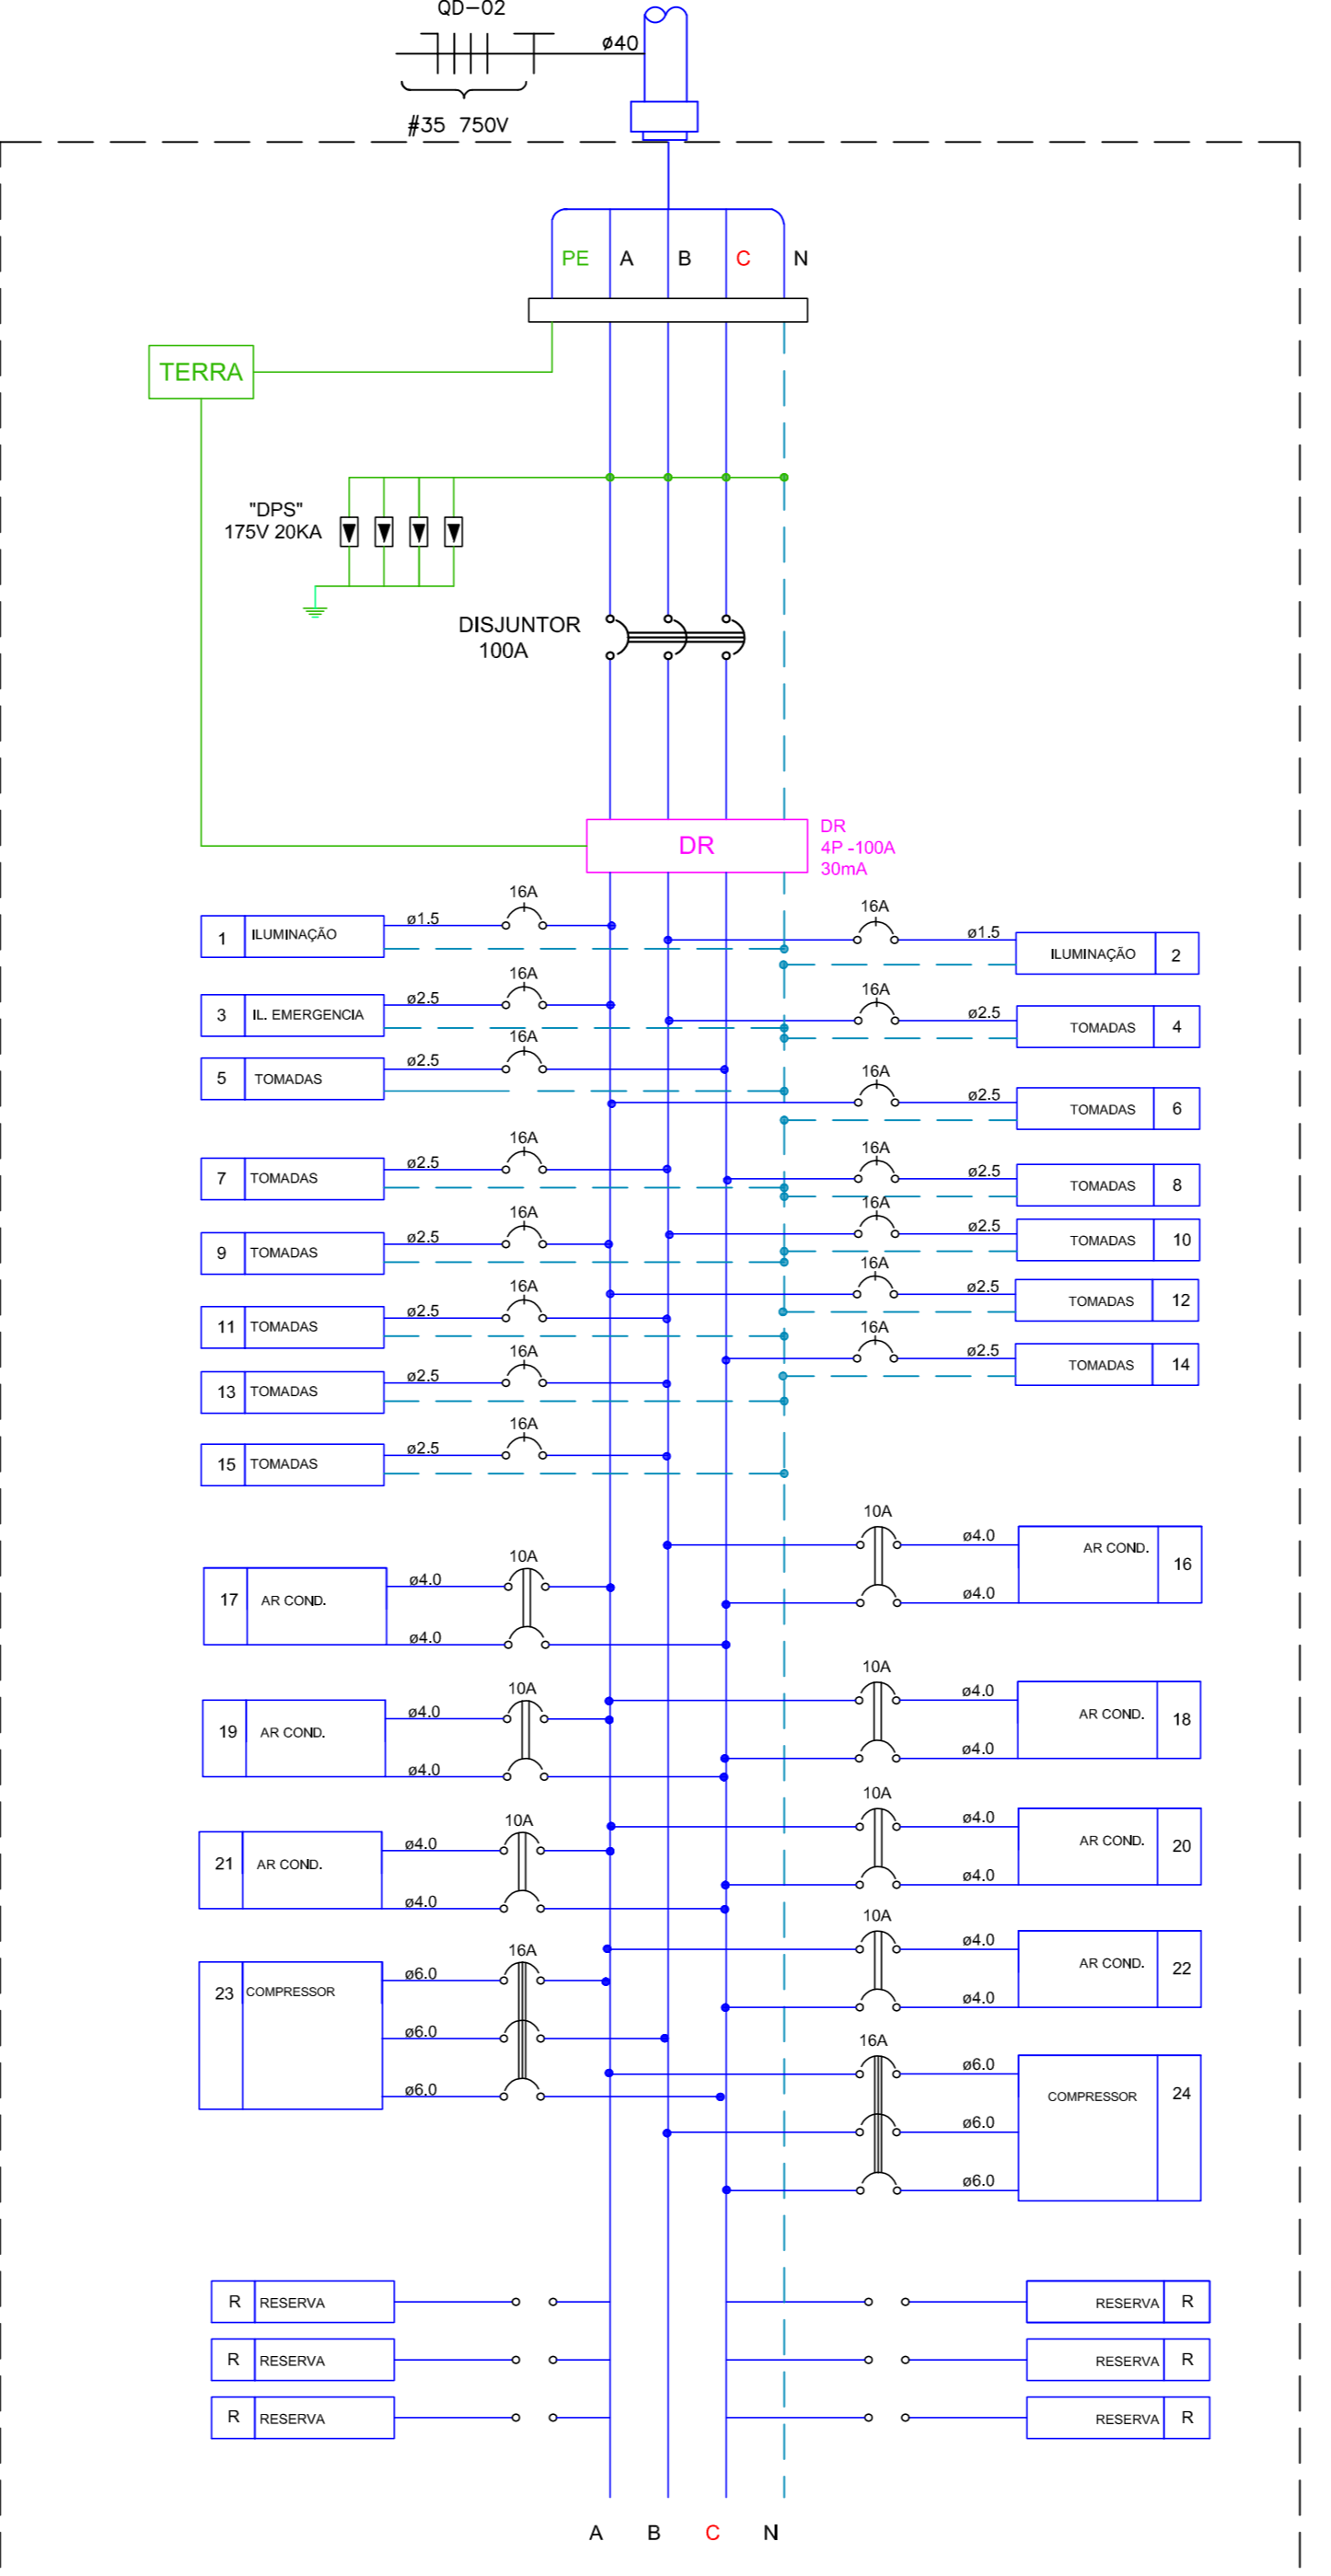 QD-02
ø40
#35 750V
PE A B C N
TERRA
"DPS"
175V 20KA
DISJUNTOR
100A
DR
DR
4P -100A
30mA
1 ILUMINAÇÃO ø1.5 16A
16A ø1.5 ILUMINAÇÃO 2
3 IL. EMERGENCIA ø2.5 16A
16A ø2.5 TOMADAS 4
5 TOMADAS ø2.5 16A
16A ø2.5 TOMADAS 6
7 TOMADAS ø2.5 16A
16A ø2.5 TOMADAS 8
9 TOMADAS ø2.5 16A
16A ø2.5 TOMADAS 10
11 TOMADAS ø2.5 16A
16A ø2.5 TOMADAS 12
13 TOMADAS ø2.5 16A
16A ø2.5 TOMADAS 14
15 TOMADAS ø2.5 16A
10A
ø4.0
AR COND. 16
ø4.0
10A
ø4.0
17 AR COND.
ø4.0
10A
ø4.0
AR COND. 18
ø4.0
10A
ø4.0
19 AR COND.
ø4.0
10A
ø4.0
AR COND. 20
ø4.0
10A
ø4.0
21 AR COND.
ø4.0
10A
ø4.0
AR COND. 22
ø4.0
16A
ø6.0
23 COMPRESSOR
ø6.0
ø6.0
16A
ø6.0
COMPRESSOR 24
ø6.0
ø6.0
R RESERVA
RESERVA R
R RESERVA
RESERVA R
R RESERVA
RESERVA R
A B C N